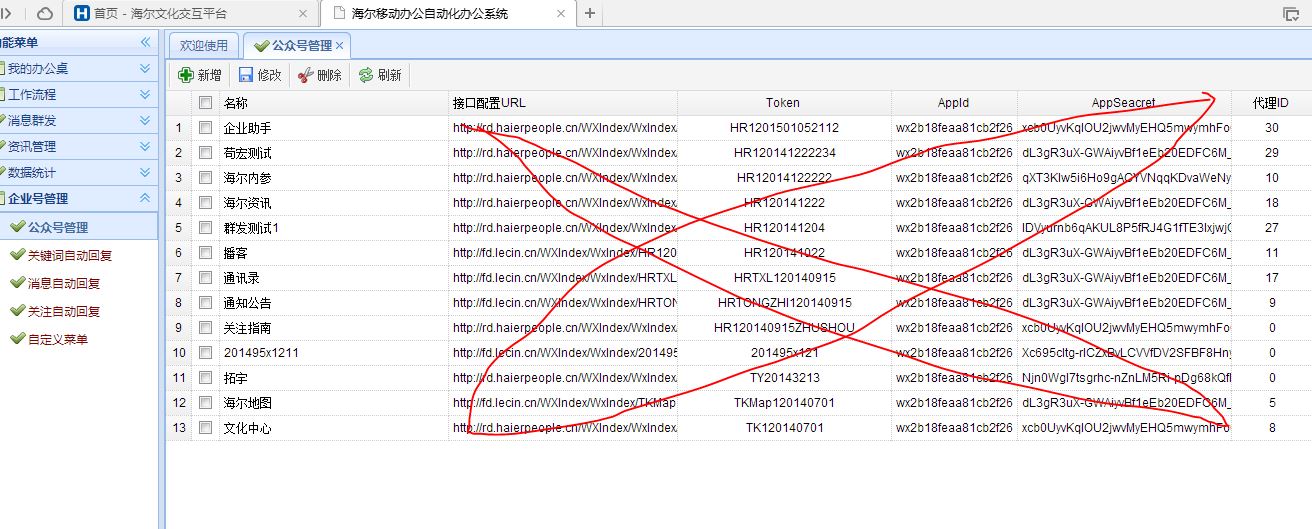 首页 - 海尔文化交互平台 海尔移动办公自动化办公系统
能菜单 欢迎使用 公众号管理
我的办公桌
工作流程
消息群发
资讯管理
数据统计
企业号管理
公众号管理
关键词自动回复
消息自动回复
关注自动回复
自定义菜单
新增 修改 删除 刷新
名称 接口配置URL Token AppId AppSeacret 代理ID
1 企业助手 http://rd.haierpeople.cn/WXIndex/WxIndex/ HR1201501052112 wx2b18feaa81cb2f26 30
2 苟宏测试 http://rd.haierpeople.cn/WXIndex/WxIndex/ HR120141222234 wx2b18feaa81cb2f26 dL3gR3uX-GWAiyvBf1eEb20EDFC6M_ 29
3 海尔内参 http://rd.haierpeople.cn/WXIndex/WxIndex/ HR12014122222 wx2b18feaa81cb2f26 10
4 海尔资讯 http://rd.haierpeople.cn/WXIndex/WxIndex/ HR120141222 wx2b18feaa81cb2f26 dL3gR3uX-GWAiyvBf1eEb20EDFC6M_ 18
5 群发测试1 http://rd.haierpeople.cn/WXIndex/WxIndex/ HR120141204 wx2b18feaa81cb2f26 27
6 播客 http://fd.lecin.cn/WXIndex/WxIndex/HR120 HR120141022 wx2b18feaa81cb2f26 dL3gR3uX-GWAiyvBf1eEb20EDFC6M_ 11
7 通讯录 http://fd.lecin.cn/WXIndex/WxIndex/HRTXL HRTXL120140915 wx2b18feaa81cb2f26 dL3gR3uX-GWAiyvBf1eEb20EDFC6M_ 17
8 通知公告 http://fd.lecin.cn/WXIndex/WxIndex/HRTON HRTONGZHI120140915 wx2b18feaa81cb2f26 dL3gR3uX-GWAiyvBf1eEb20EDFC6M_ 9
9 关注指南 http://rd.haierpeople.cn/WXIndex/WxIndex/ HR120140915ZHUSHOU wx2b18feaa81cb2f26 0
10 201495x1211 http://fd.lecin.cn/WXIndex/WxIndex/201495 201495x121 wx2b18feaa81cb2f26 0
11 拓宇 http://rd.haierpeople.cn/WXIndex/WxIndex/ TY20143213 wx2b18feaa81cb2f26 0
12 海尔地图 http://fd.lecin.cn/WXIndex/WxIndex/TKMap TKMap120140701 wx2b18feaa81cb2f26 dL3gR3uX-GWAiyvBf1eEb20EDFC6M_ 5
13 文化中心 http://rd.haierpeople.cn/WXIndex/WxIndex/ TK120140701 wx2b18feaa81cb2f26 8